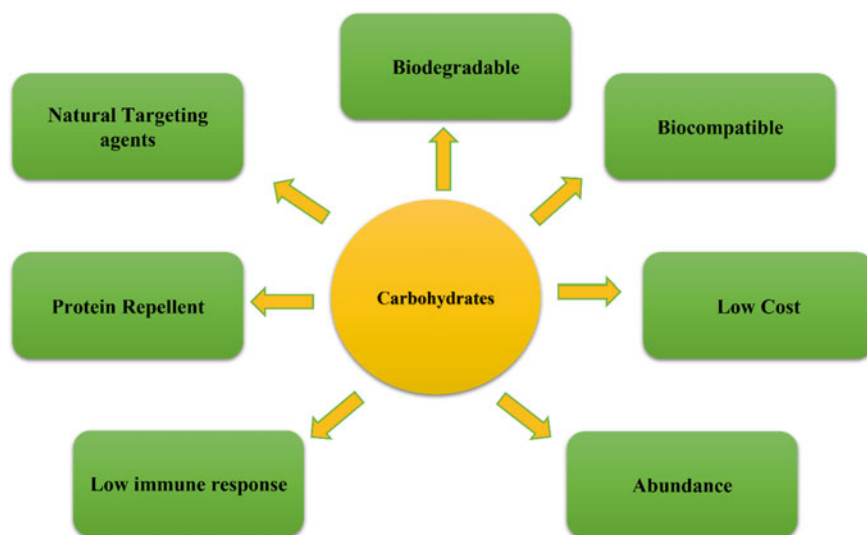 Biodegradable
Natural Targeting
agents
Biocompatible
Protein Repellent
Carbohydrates
Low Cost
Low immune response
Abundance